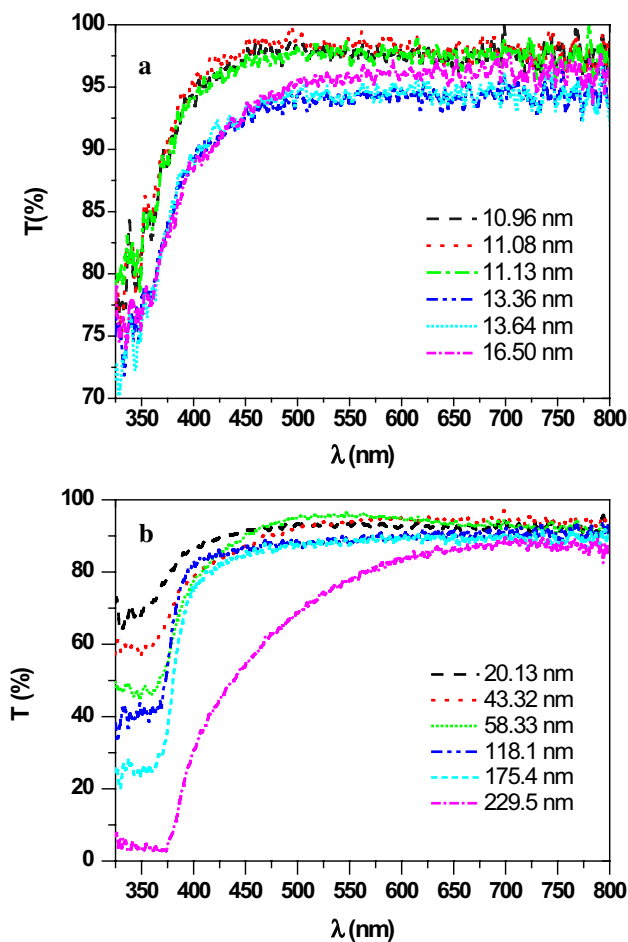 100
a
95
90
85
80
75
70
T(%)
10.96 nm
11.08 nm
11.13 nm
13.36 nm
13.64 nm
16.50 nm
350 400 450 500 550 600 650 700 750 800
λ (nm)
100
b
80
60
40
20
0
T (%)
20.13 nm
43.32 nm
58.33 nm
118.1 nm
175.4 nm
229.5 nm
350 400 450 500 550 600 650 700 750 800
λ (nm)